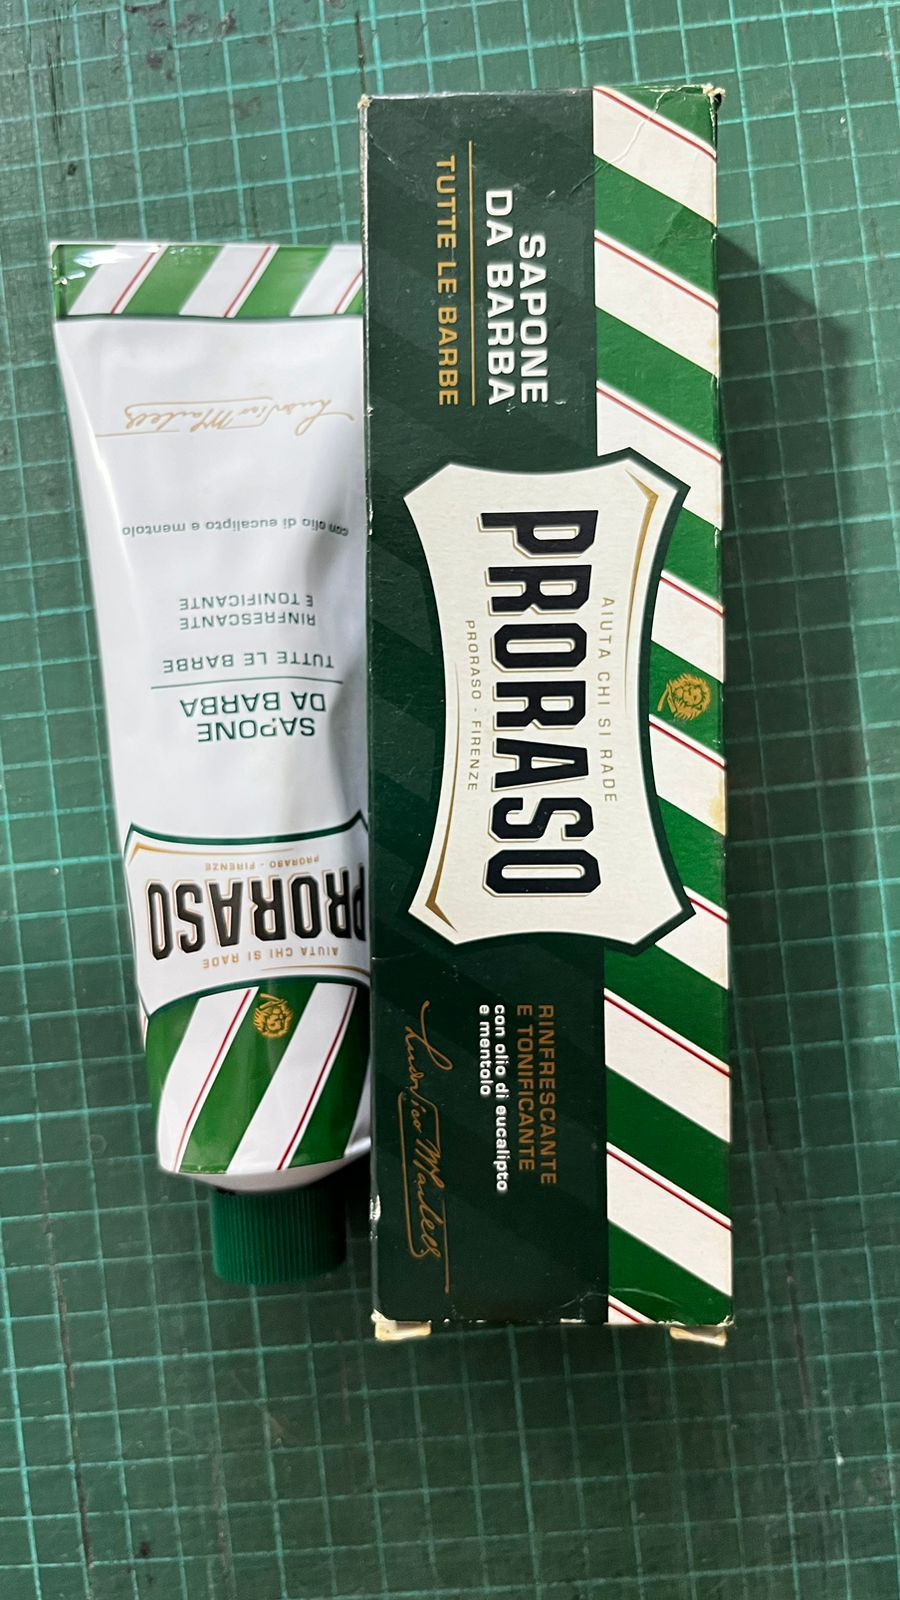 SAPONE
DA BARBA
TUTTE LE BARBE
AIUTA CHI SI RADE
PRORASO
PRORASO - FIRENZE
RINFRESCANTE
E TONIFICANTE
con olio di eucalipto
e mentolo
AIUTA CHI SI RADE
PRORASO
PRORASO - FIRENZE
SAPONE
DA BARBA
TUTTE LE BARBE
RINFRESCANTE
E TONIFICANTE
con olio di eucalipto e mentolo